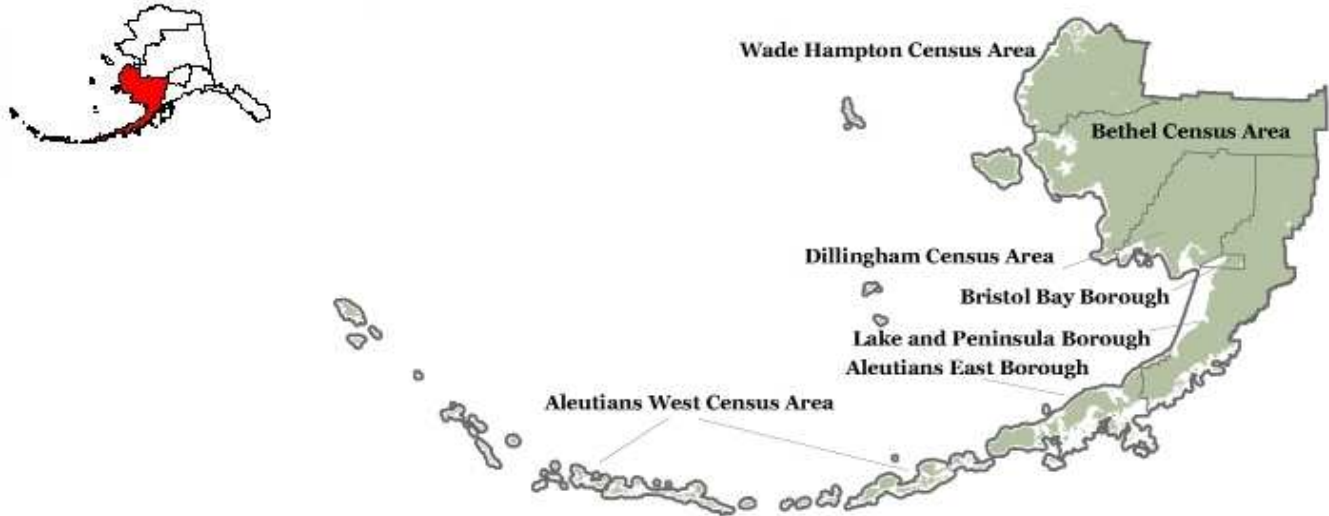 Wade Hampton Census Area
Bethel Census Area
Dillingham Census Area
Bristol Bay Borough
Lake and Peninsula Borough
Aleutians East Borough
Aleutians West Census Area